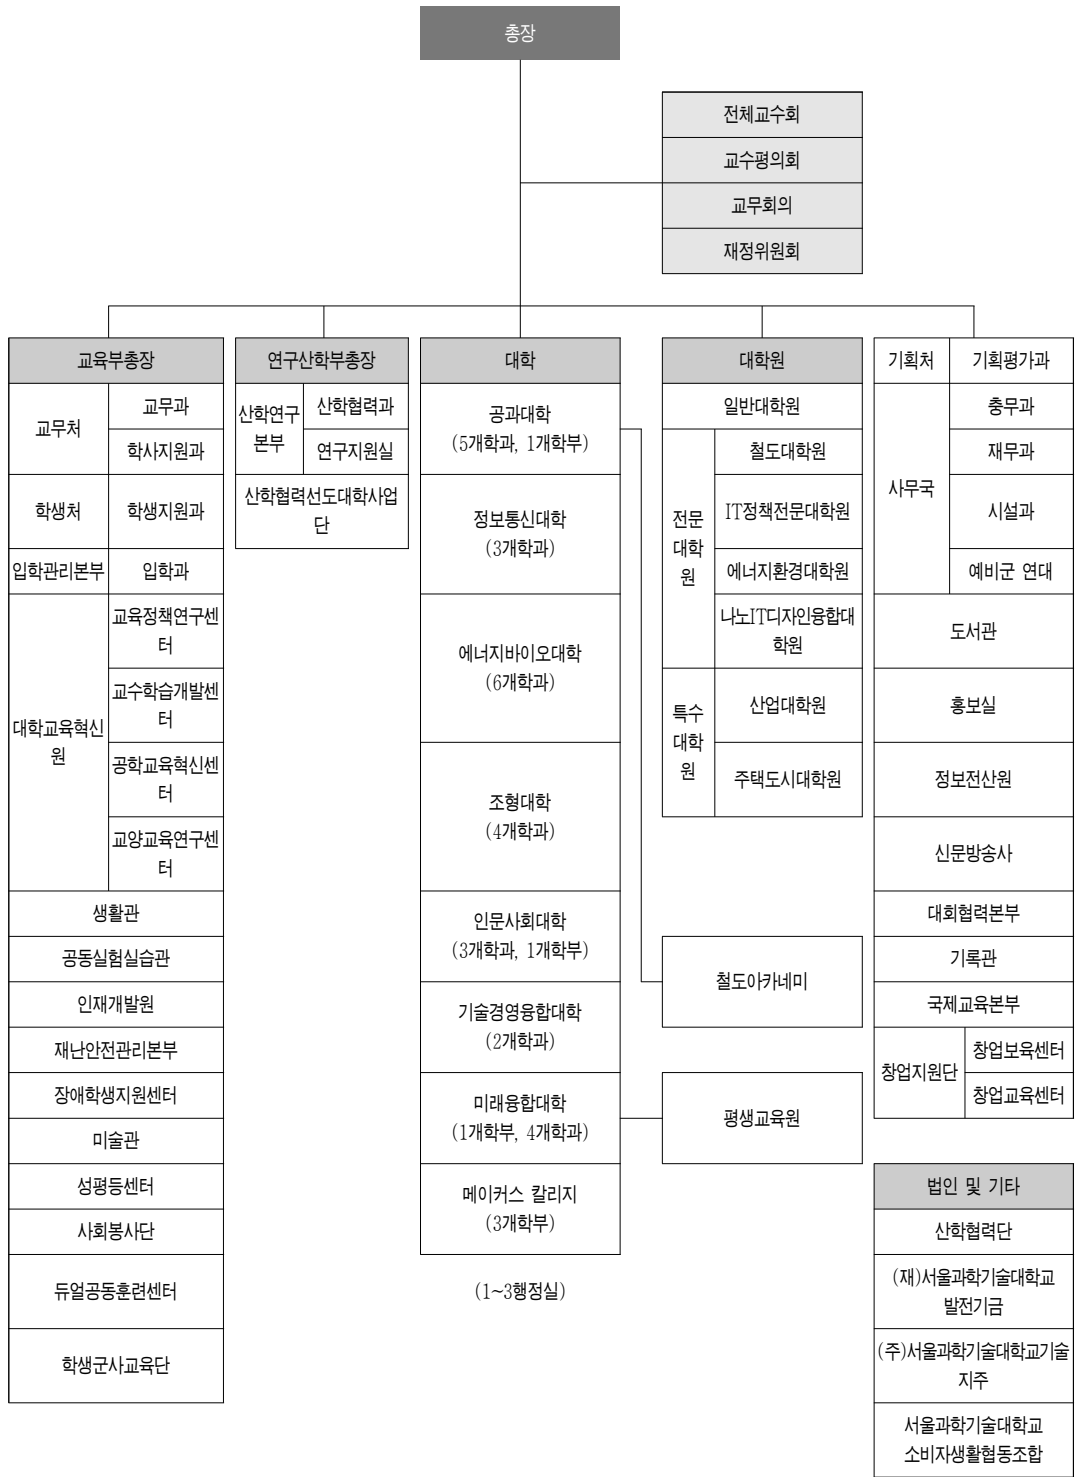 총장
전체교수회
교수평의회
교무회의
재정위원회
교육부총장
교무처
교무과
학사지원과
학생처
학생지원과
입학관리본부
입학과
대학교육혁신
원
교육정책연구센
터
교수학습개발센
터
공학교육혁신센
터
교양교육연구센
터
생활관
공동실험실습관
인재개발원
재난안전관리본부
장애학생지원센터
미술관
성평등센터
사회봉사단
듀얼공동훈련센터
학생군사교육단
연구산학부총장
산학연구
본부
산학협력과
연구지원실
산학협력선도대학사업
단
대학
공과대학
(5개학과, 1개학부)
정보통신대학
(3개학과)
에너지바이오대학
(6개학과)
조형대학
(4개학과)
인문사회대학
(3개학과, 1개학부)
기술경영융합대학
(2개학과)
미래융합대학
(1개학부, 4개학과)
메이커스 칼리지
(3개학부)
(1~3행정실)
대학원
일반대학원
전문
대학
원
철도대학원
IT정책전문대학원
에너지환경대학원
나노IT디자인융합대
학원
특수
대학
원
산업대학원
주택도시대학원
철도아카네미
평생교육원
기획처
기획평가과
사무국
충무과
재무과
시설과
예비군 연대
도서관
홍보실
정보전산원
신문방송사
대회협력본부
기록관
국제교육본부
창업지원단
창업보육센터
창업교육센터
법인 및 기타
산학협력단
(재)서울과학기술대학교
발전기금
(주)서울과학기술대학교기술
지주
서울과학기술대학교
소비자생활협동조합